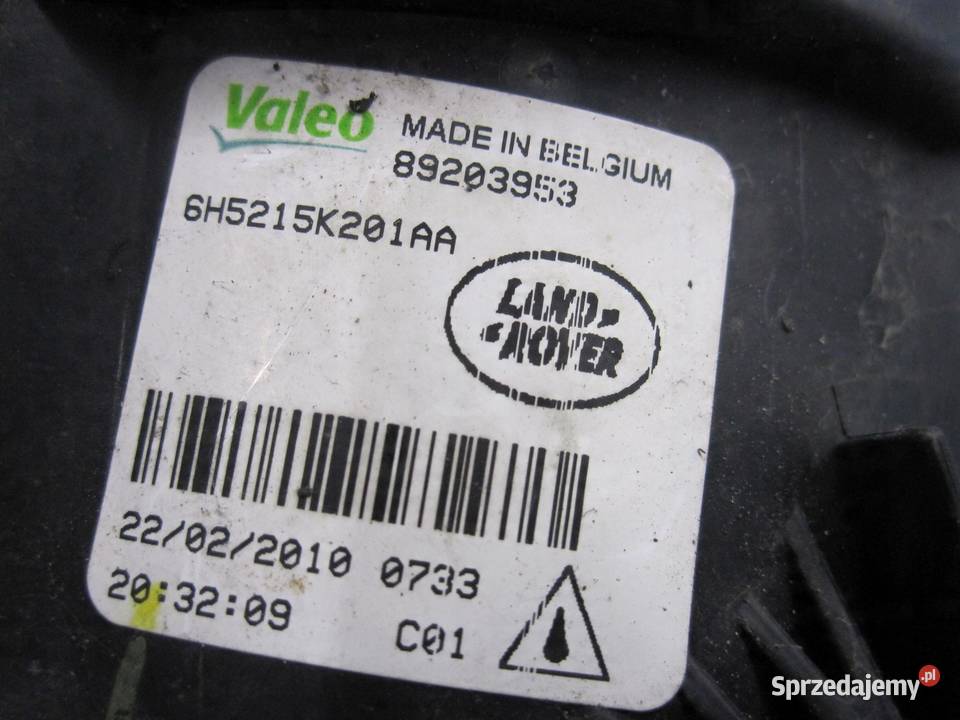 Valeo
MADE IN BELGIUM
89203953
6H5215K201AA
LAND-
ROVER
22/02/2010 0733
20:32:09
C01
Sprzedajemy.pl